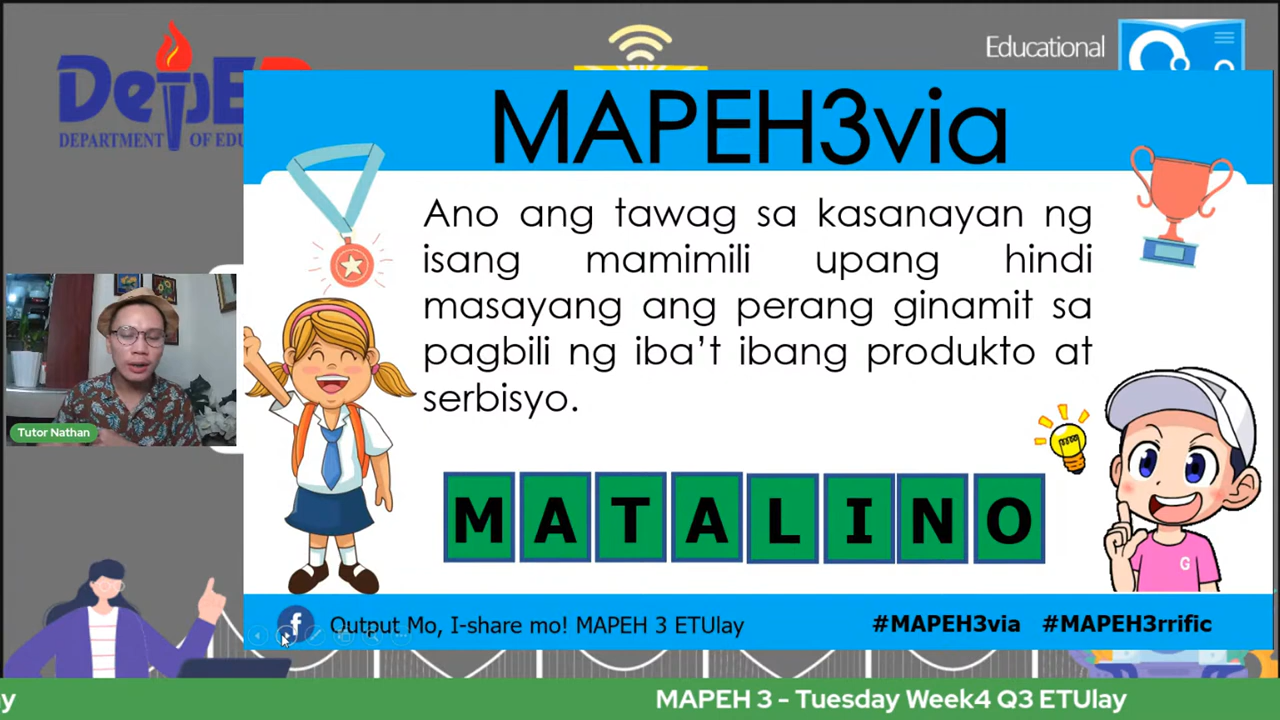 DepE
DEPARTMENT OF EDU
Educational
MAPEH3via
Ano ang tawag sa kasanayan ng
isang mamimili upang hindi
masayang ang perang ginamit sa
pagbili ng iba't ibang produkto at
serbisyo.
Tutor Nathan
MATALINO
G
f
Output Mo, I-share mo! MAPEH 3 ETUlay
#MAPEH3via #MAPEH3rrific
y
MAPEH 3 - Tuesday Week4 Q3 ETUlay